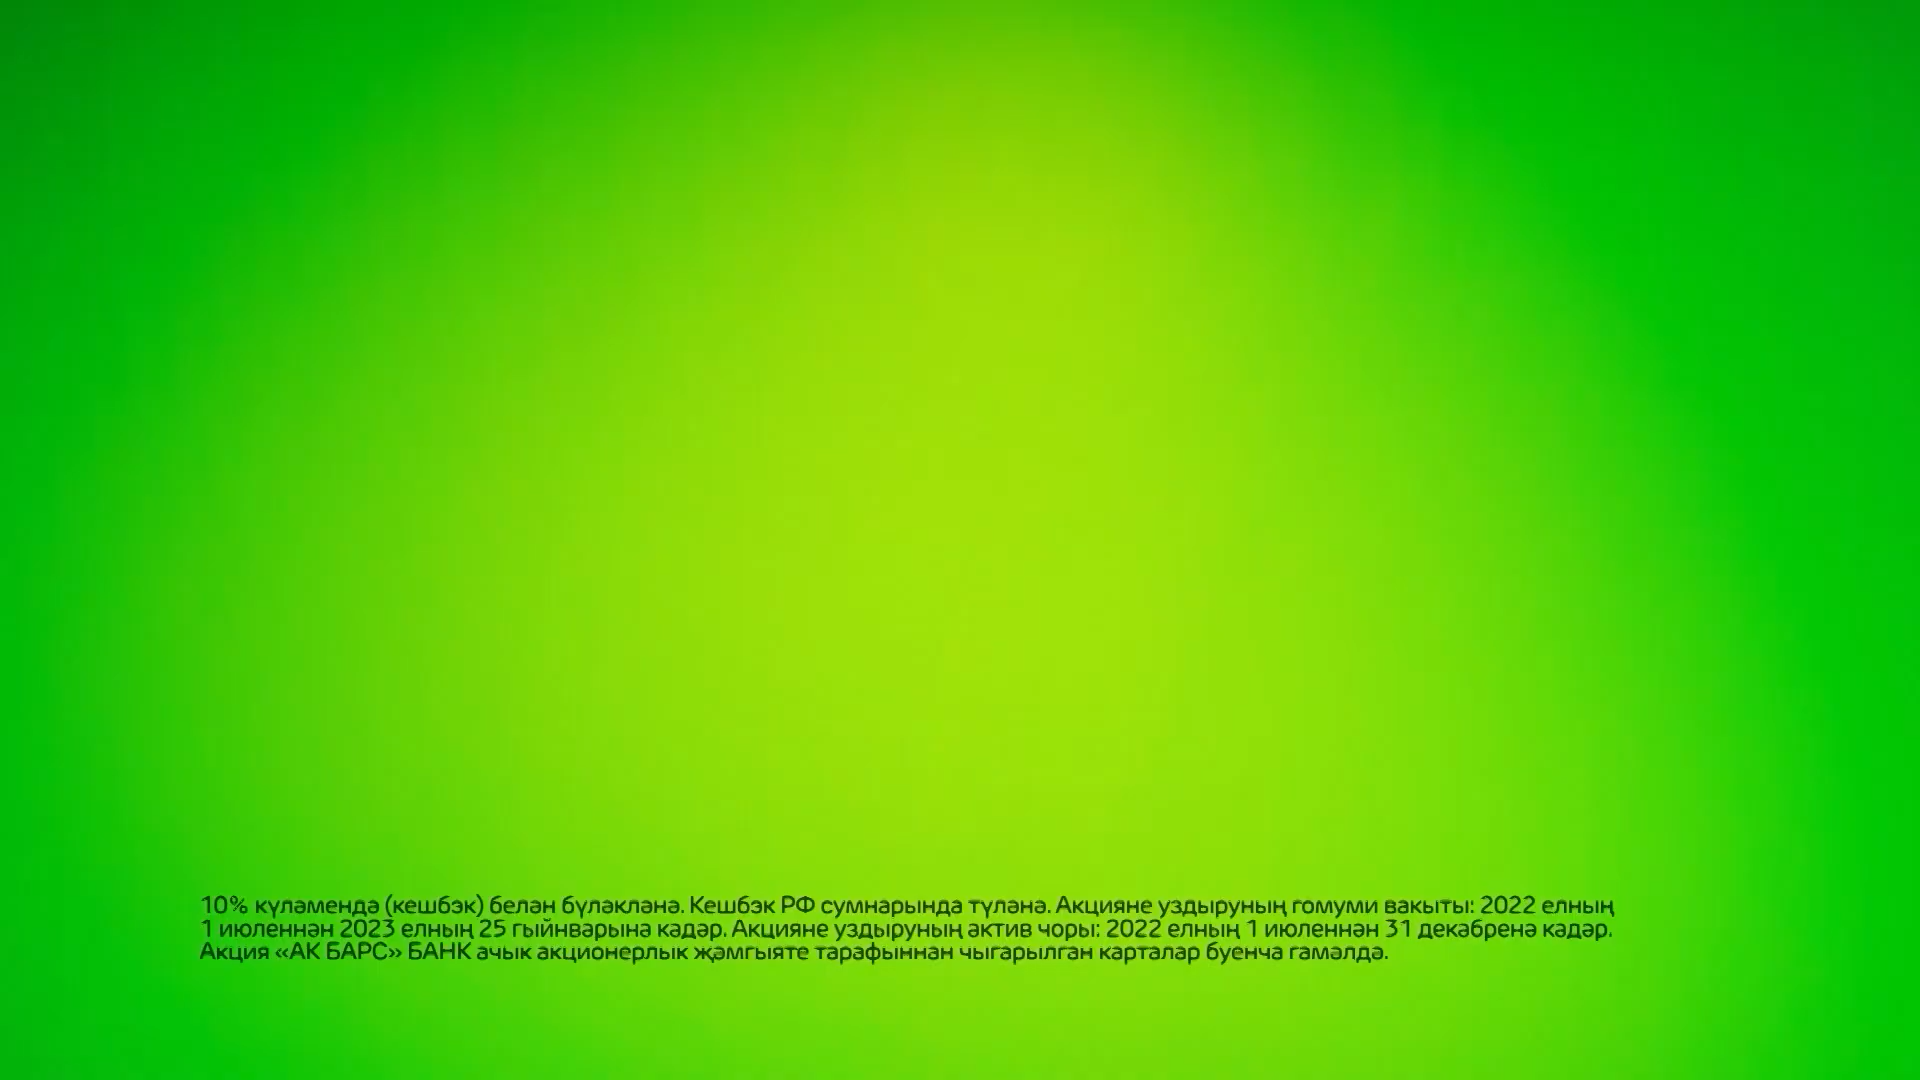 10% күләмендә (кешбэк) белән бүләкләнә. Кешбэк РФ сумнарында түләнә. Акцияне уздыруның гомуми вакыты: 2022 елның
1 июленнән 2023 елның 25 гыйнварына кадәр. Акцияне уздыруның актив чоры: 2022 елның 1 июленнән 31 декабренә кадәр.
Акция «АК БАРС» БАНК ачык акционерлык җәмгыяте тарафыннан чыгарылган карталар буенча гамәлдә.